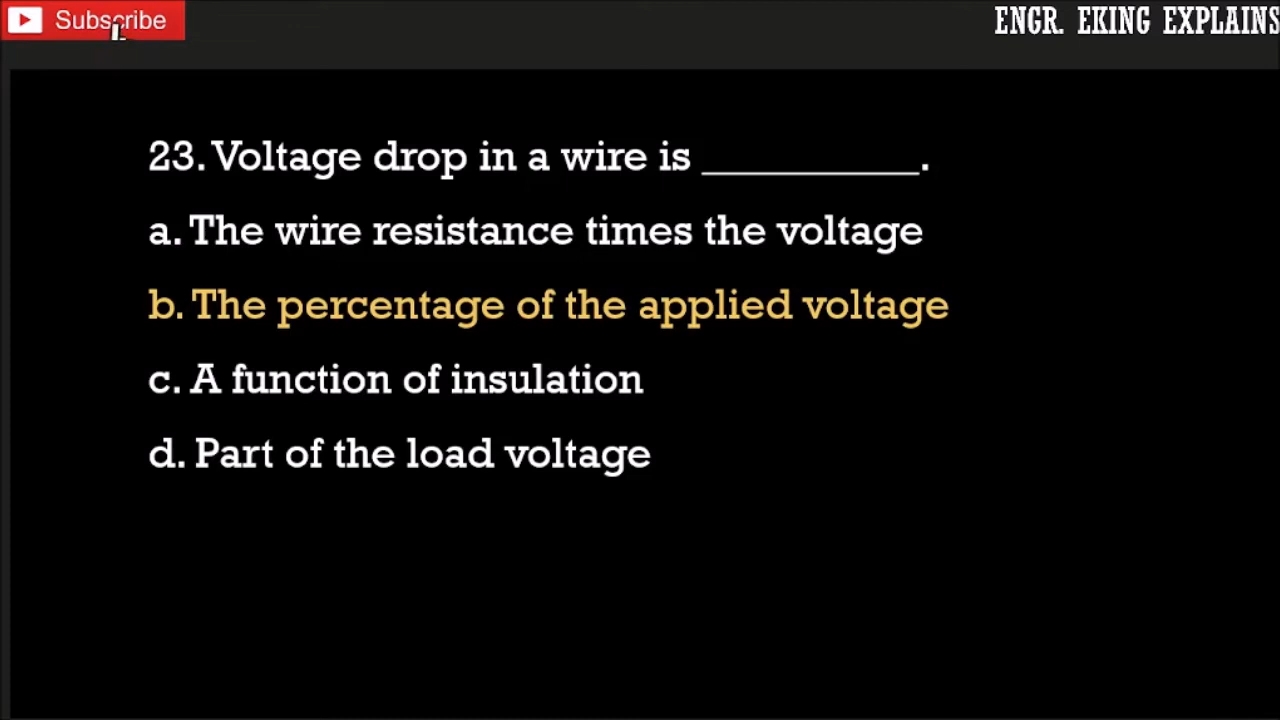 Subscribe
ENGR. EKING EXPLAINS
23. Voltage drop in a wire is __________.
a. The wire resistance times the voltage
b. The percentage of the applied voltage
c. A function of insulation
d. Part of the load voltage